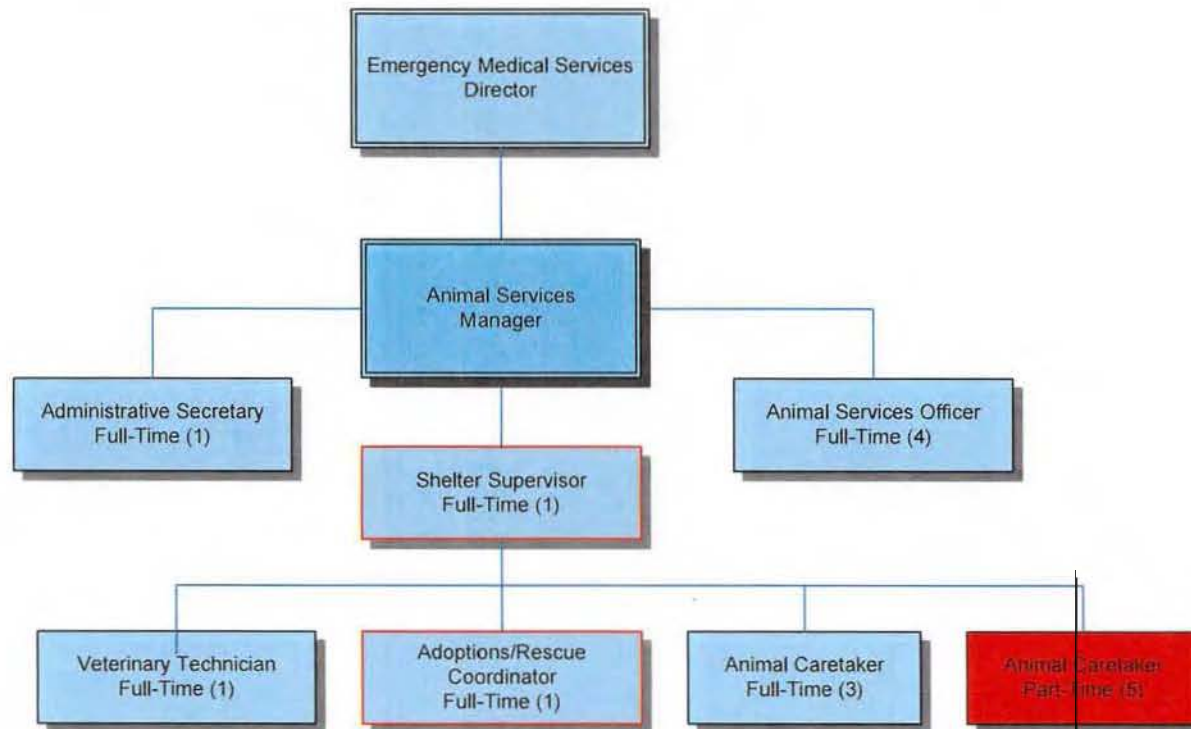 Emergency Medical Services
Director
Animal Services
Manager
Administrative Secretary
Full-Time (1)
Animal Services Officer
Full-Time (4)
Shelter Supervisor
Full-Time (1)
Veterinary Technician
Full-Time (1)
Adoptions/Rescue
Coordinator
Full-Time (1)
Animal Caretaker
Full-Time (3)
Animal Caretaker
Part-Time (5)